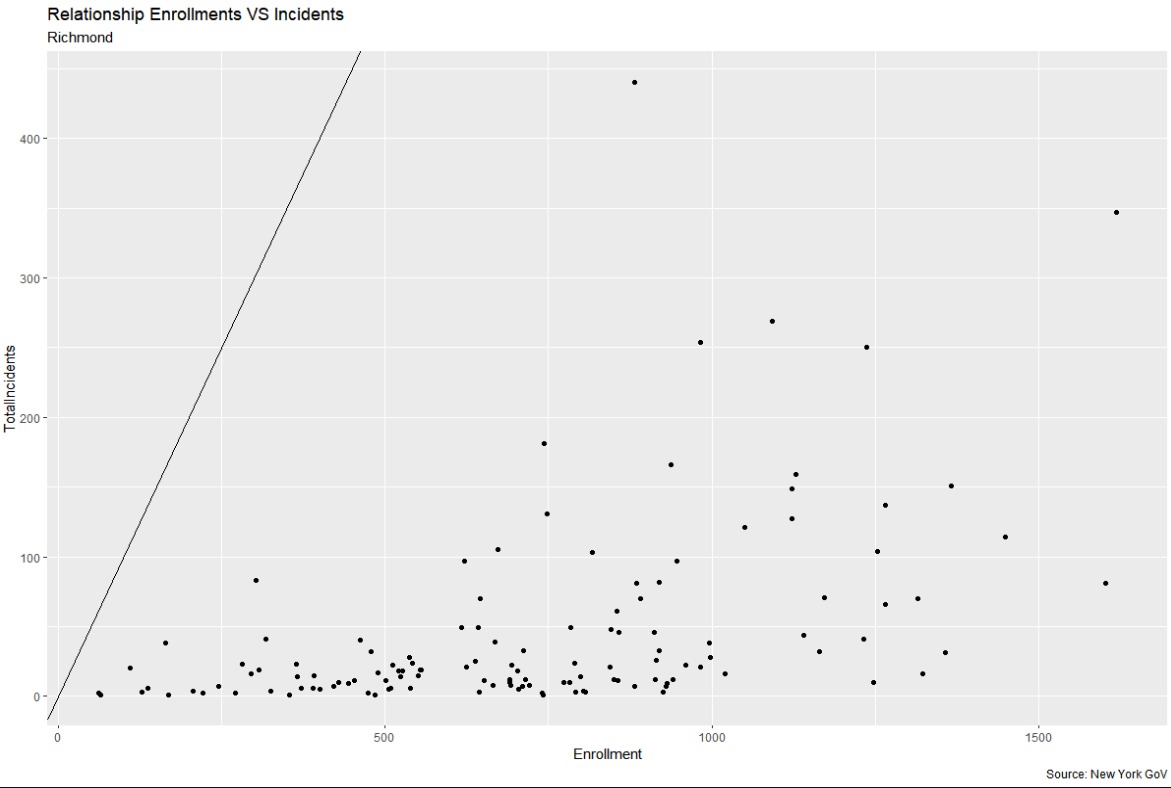 Relationship Enrollments VS Incidents
Richmond
TotalIncidents
400
300
200
100
0
0 500 1000 1500
Enrollment
Source: New York GoV